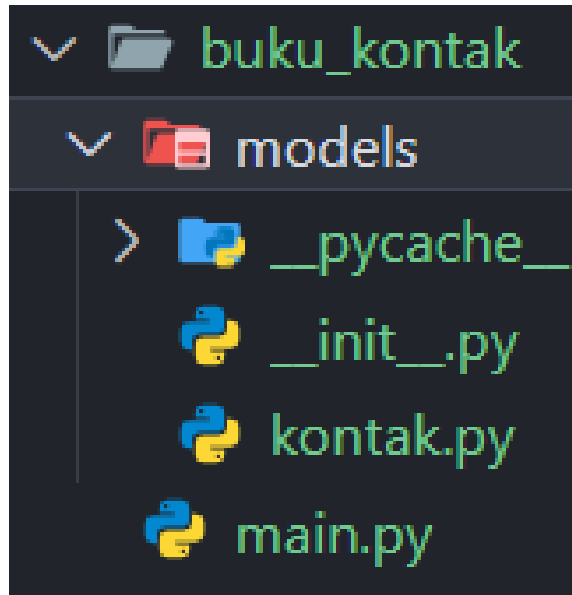 buku_kontak
models
__pycache__
__init__.py
kontak.py
main.py